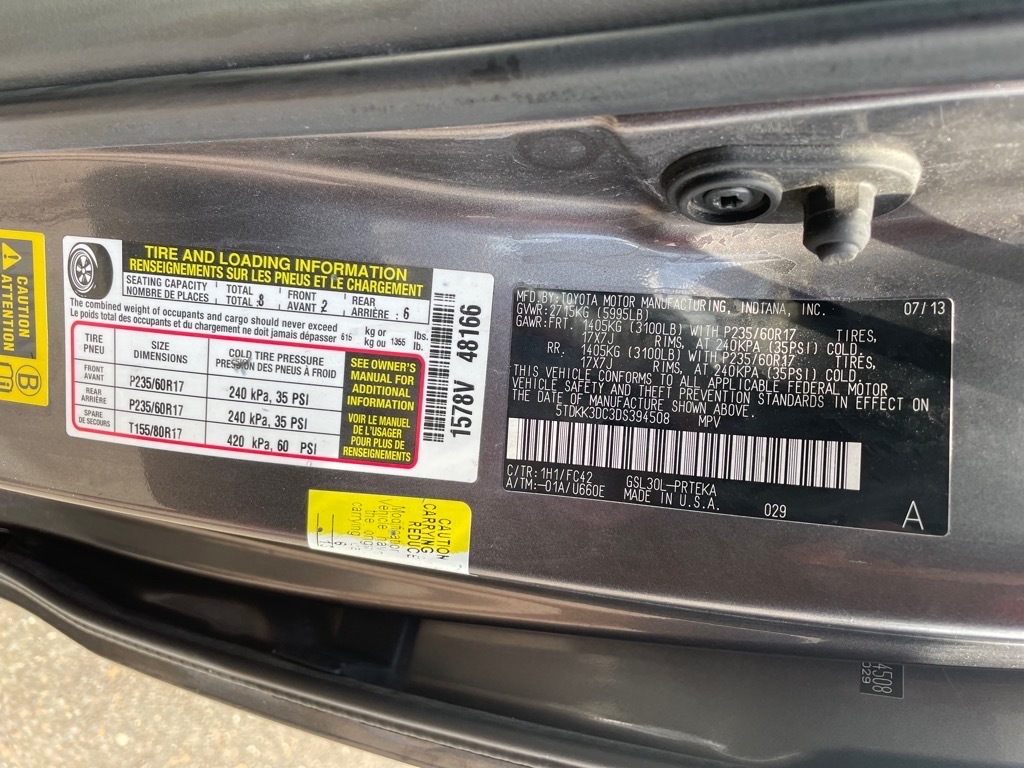 CAUTION
ATTENTION
B
TIRE AND LOADING INFORMATION
RENSEIGNEMENTS SUR LES PNEUS ET LE CHARGEMENT
SEATING CAPACITY
NOMBRE DE PLACES
TOTAL
TOTAL 8
FRONT
AVANT 2
REAR
ARRIÈRE 6
The combined weight of occupants and cargo should never exceed
Le poids total des occupants et du chargement ne doit jamais dépasser
616 kg or
kg ou
1355 lbs.
lb.
TIRE
PNEU
SIZE
DIMENSIONS
COLD TIRE PRESSURE
PRESSION DES PNEUS À FROID
FRONT
AVANT
P235/60R17
240 kPa, 35 PSI
REAR
ARRIÈRE
P235/60R17
240 kPa, 35 PSI
SPARE
DE SECOURS
T155/80R17
420 kPa, 60 PSI
SEE OWNER'S
MANUAL FOR
ADDITIONAL
INFORMATION
VOIR LE MANUEL
DE L'USAGER
POUR PLUS DE
RENSEIGNEMENTS
1578V 48166
CAUTION
CARRYING
REDUCE
MFD.BY:TOYOTA MOTOR MANUFACTURING, INDIANA, INC. 07/13
GVWR:2715KG (5995LB)
GAWR:FRT. 1405KG (3100LB) WITH P235/60R17 TIRES,
17X7J RIMS, AT 240KPA (35PSI) COLD
RR. 1405KG (3100LB) WITH P235/60R17 TIRES,
17X7J RIMS, AT 240KPA (35PSI) COLD
THIS VEHICLE CONFORMS TO ALL APPLICABLE FEDERAL MOTOR
VEHICLE SAFETY AND THEFT PREVENTION STANDARDS IN EFFECT ON
THE DATE OF MANUFACTURE SHOWN ABOVE.
5TDKK3DC3DS394508 MPV
C/TR:1H1/FC42 GSL30L-PRTEKA
A/TM:-01A/U660E MADE IN U.S.A. 029 A
4508
029